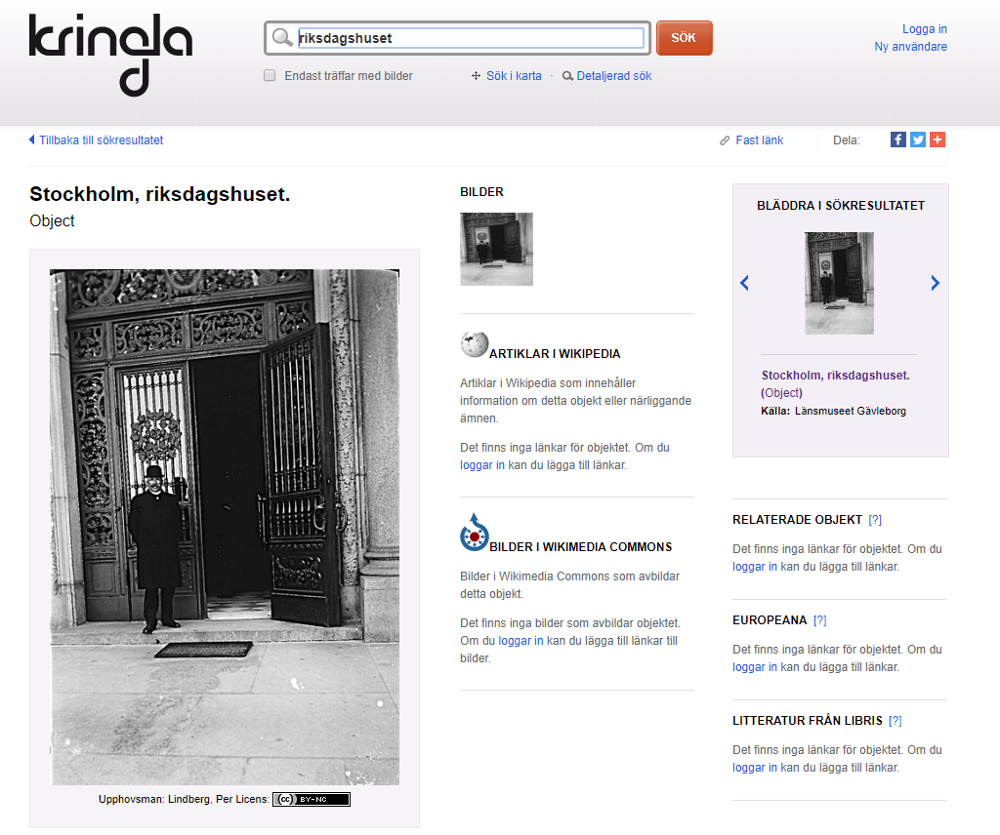 kringla
riksdagshuset
SÖK
Logga in
Ny användare
Endast träffar med bilder
Sök i karta · Detaljerad sök
Tillbaka till sökresultatet
Fast länk
Dela:
Stockholm, riksdagshuset.
Object
Upphovsman: Lindberg, Per Licens: (cc) BY-NC
BILDER
ARTIKLAR I WIKIPEDIA
Artiklar i Wikipedia som innehåller
information om detta objekt eller närliggande
ämnen.
Det finns inga länkar för objektet. Om du
loggar in kan du lägga till länkar.
BILDER I WIKIMEDIA COMMONS
Bilder i Wikimedia Commons som avbildar
detta objekt.
Det finns inga bilder som avbildar objektet.
Om du loggar in kan du lägga till länkar till
bilder.
BLÄDDRA I SÖKRESULTATET
Stockholm, riksdagshuset.
(Object)
Källa: Länsmuseet Gävleborg
RELATERADE OBJEKT [?]
Det finns inga länkar för objektet. Om du
loggar in kan du lägga till länkar.
EUROPEANA [?]
Det finns inga länkar för objektet. Om du
loggar in kan du lägga till länkar.
LITTERATUR FRÅN LIBRIS [?]
Det finns inga länkar för objektet. Om du
loggar in kan du lägga till länkar.